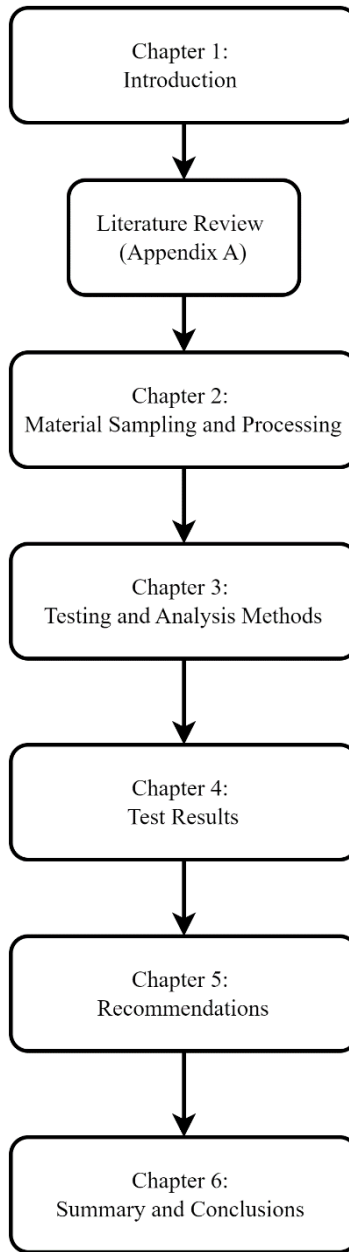 Chapter 1:
Introduction
Literature Review
(Appendix A)
Chapter 2:
Material Sampling and Processing
Chapter 3:
Testing and Analysis Methods
Chapter 4:
Test Results
Chapter 5:
Recommendations
Chapter 6:
Summary and Conclusions